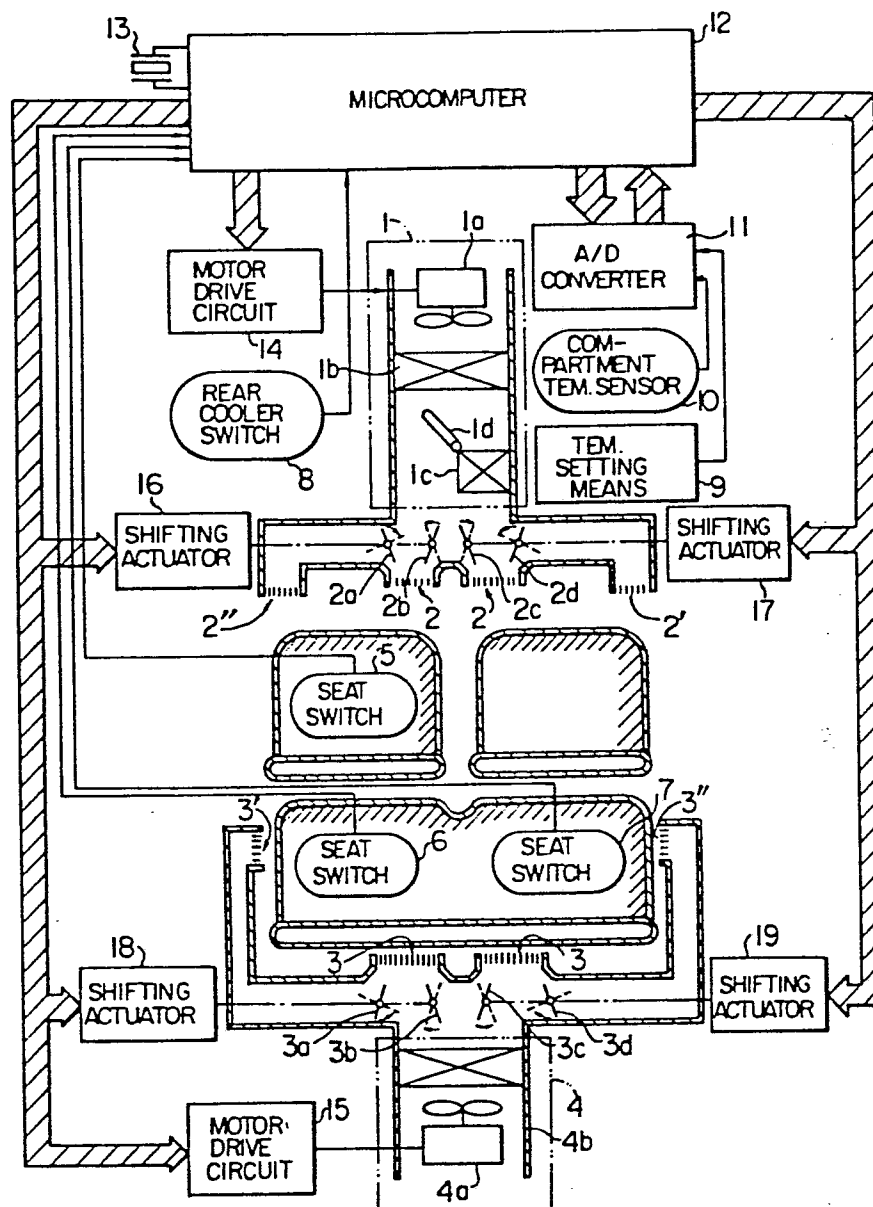 13
12
MICROCOMPUTER
1
1a
11
A/D
CONVERTER
MOTOR
DRIVE
CIRCUIT
14
1b
COM-
PARTMENT
TEM. SENSOR
10
REAR
COOLER
SWITCH
8
1d
1c
TEM.
SETTING
MEANS
9
16
SHIFTING
ACTUATOR
SHIFTING
ACTUATOR
17
2"
2a
2b
2
2
2c
2d
2'
5
SEAT
SWITCH
3'
7
3"
SEAT
SWITCH
6
SEAT
SWITCH
3
3
18
SHIFTING
ACTUATOR
19
SHIFTING
ACTUATOR
3a
3b
3c
3d
15
MOTOR
DRIVE
CIRCUIT
4
4b
4a